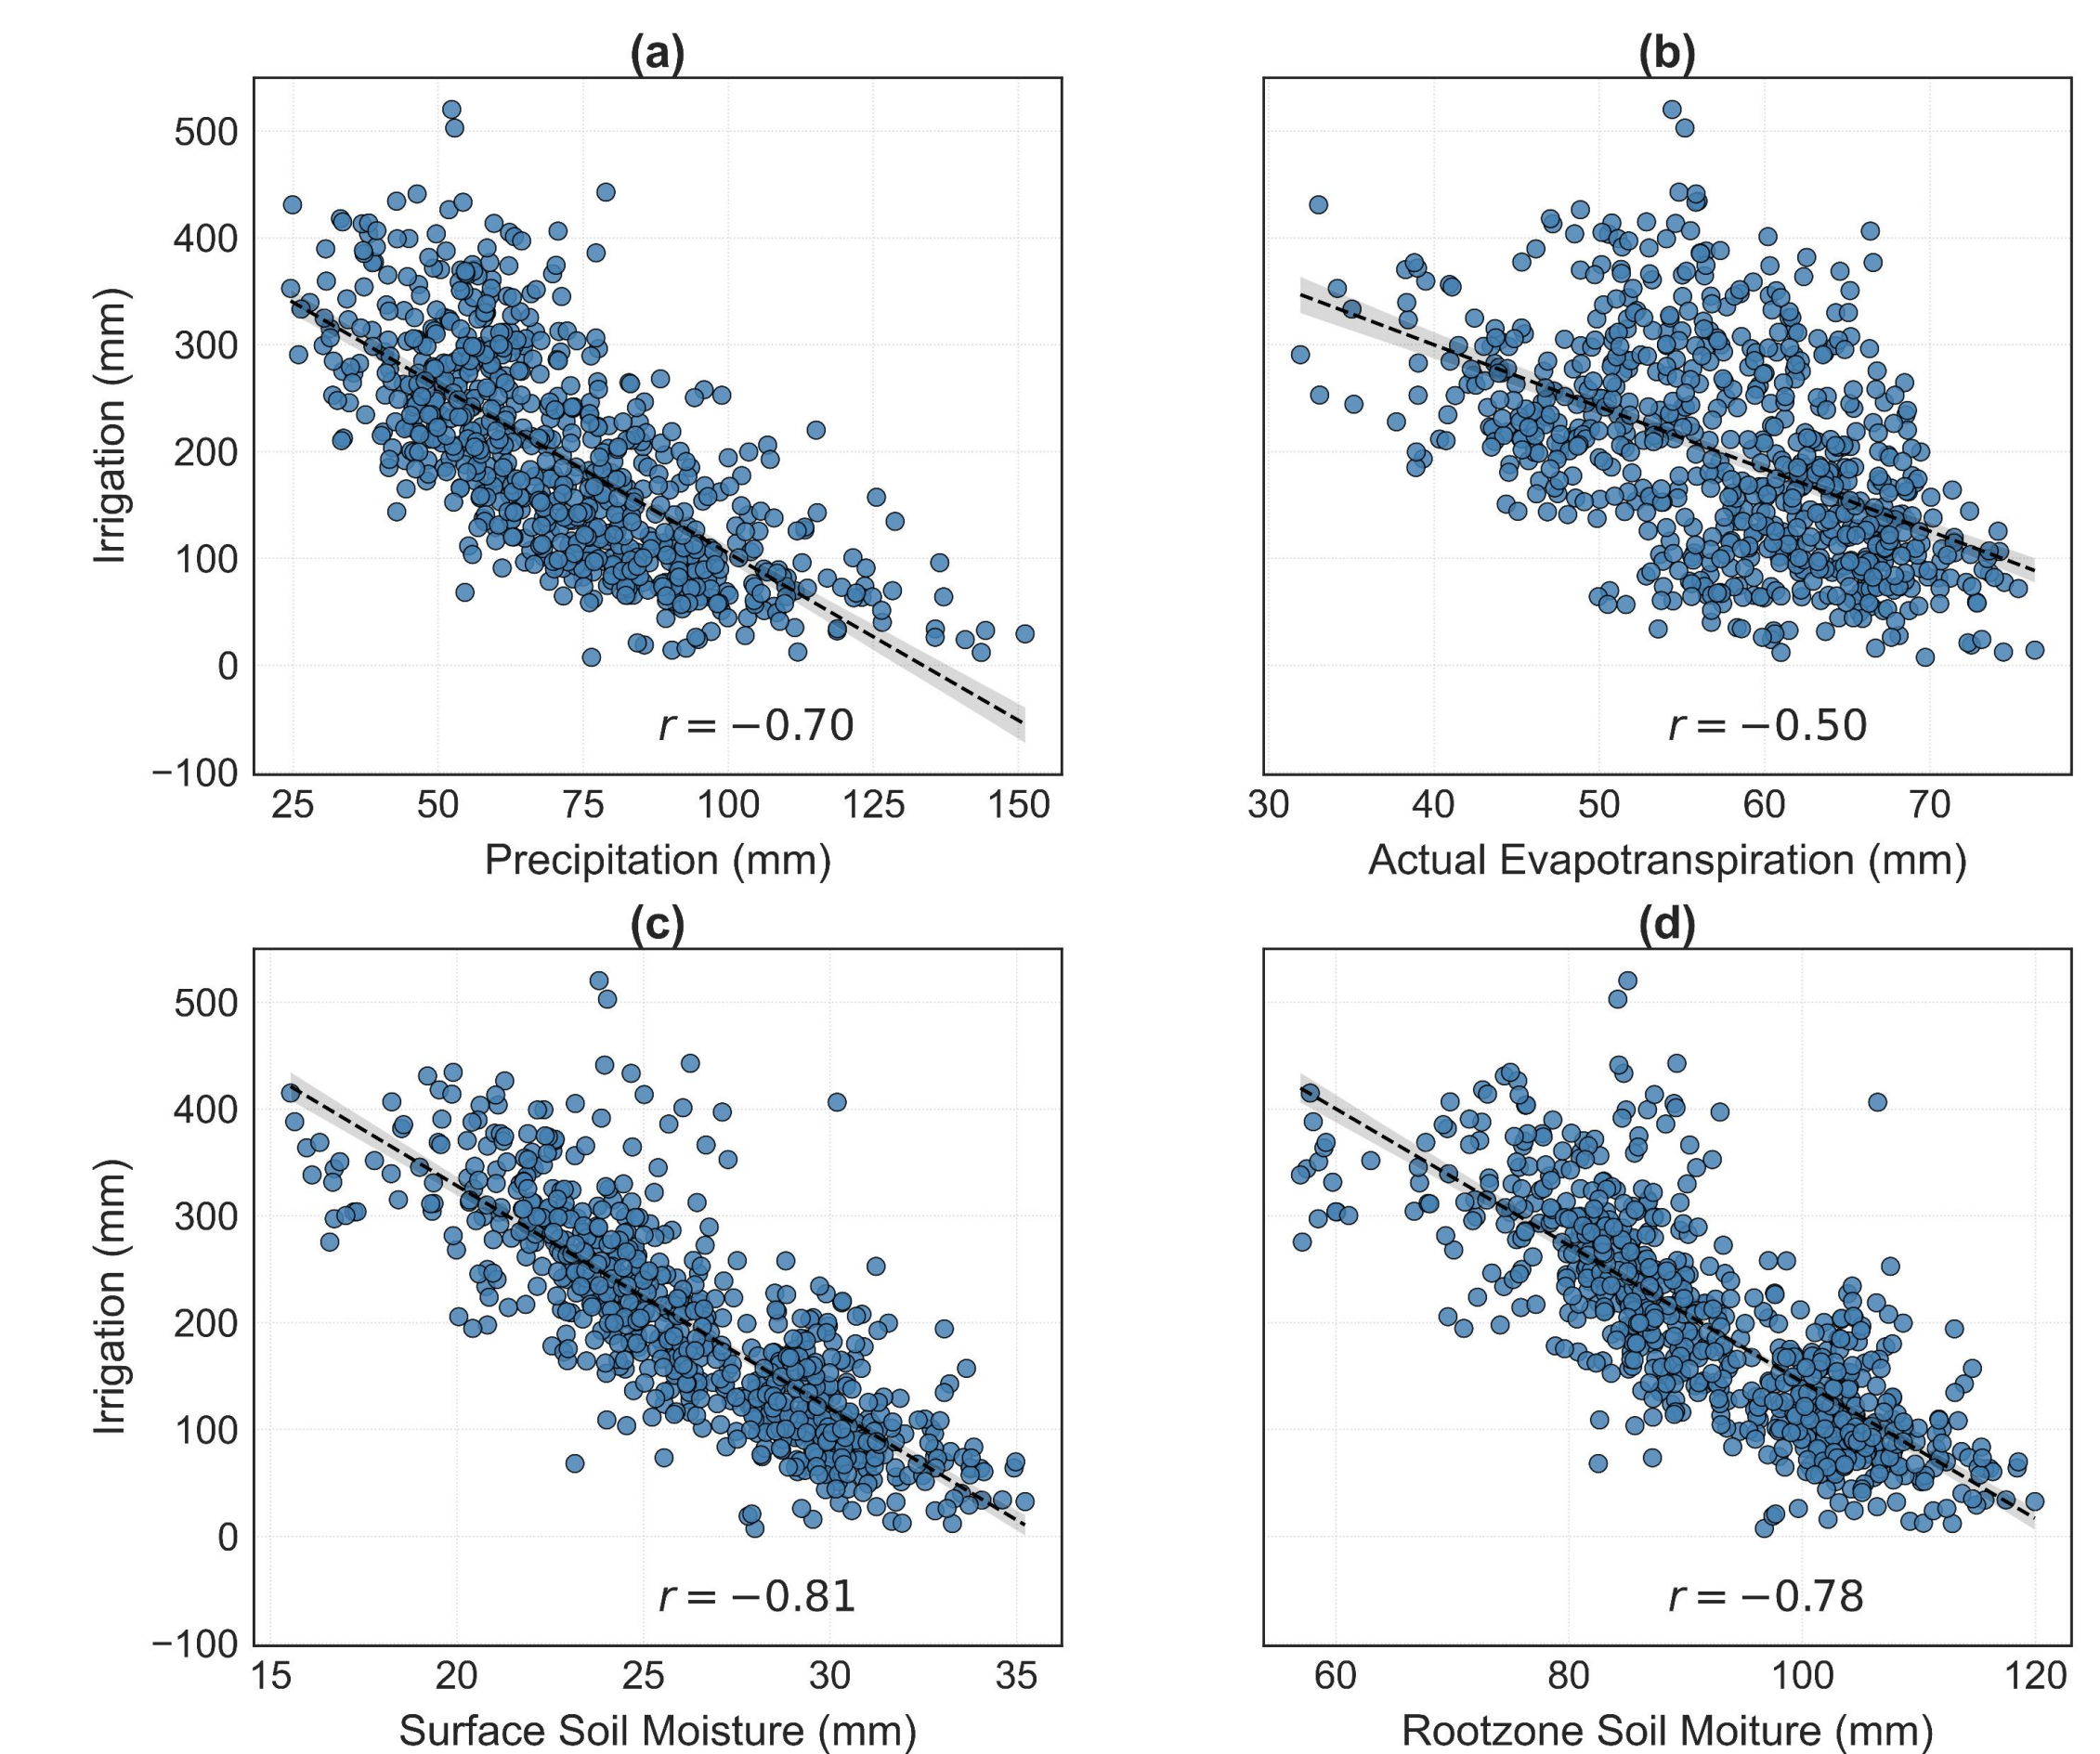 (a)
(b)
Irrigation (mm)
500
400
300
200
100
0
−100
r = −0.70
r = −0.50
25 50 75 100 125 150
30 40 50 60 70
Precipitation (mm)
Actual Evapotranspiration (mm)
(c)
(d)
Irrigation (mm)
500
400
300
200
100
0
−100
r = −0.81
r = −0.78
15 20 25 30 35
60 80 100 120
Surface Soil Moisture (mm)
Rootzone Soil Moiture (mm)